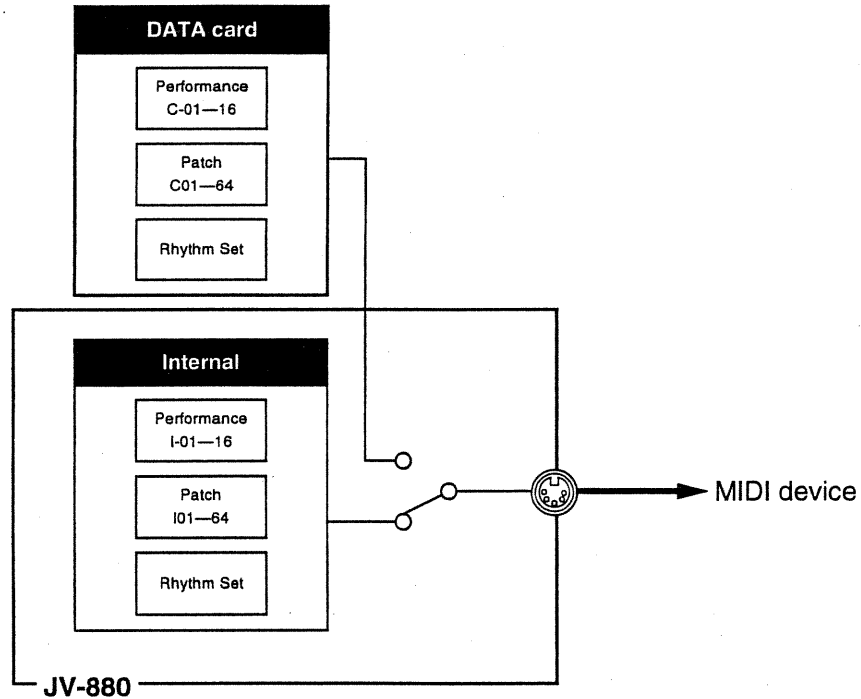 DATA card
Performance
C-01—16
Patch
C01—64
Rhythm Set
Internal
Performance
I-01—16
Patch
I01—64
Rhythm Set
MIDI device
JV-880